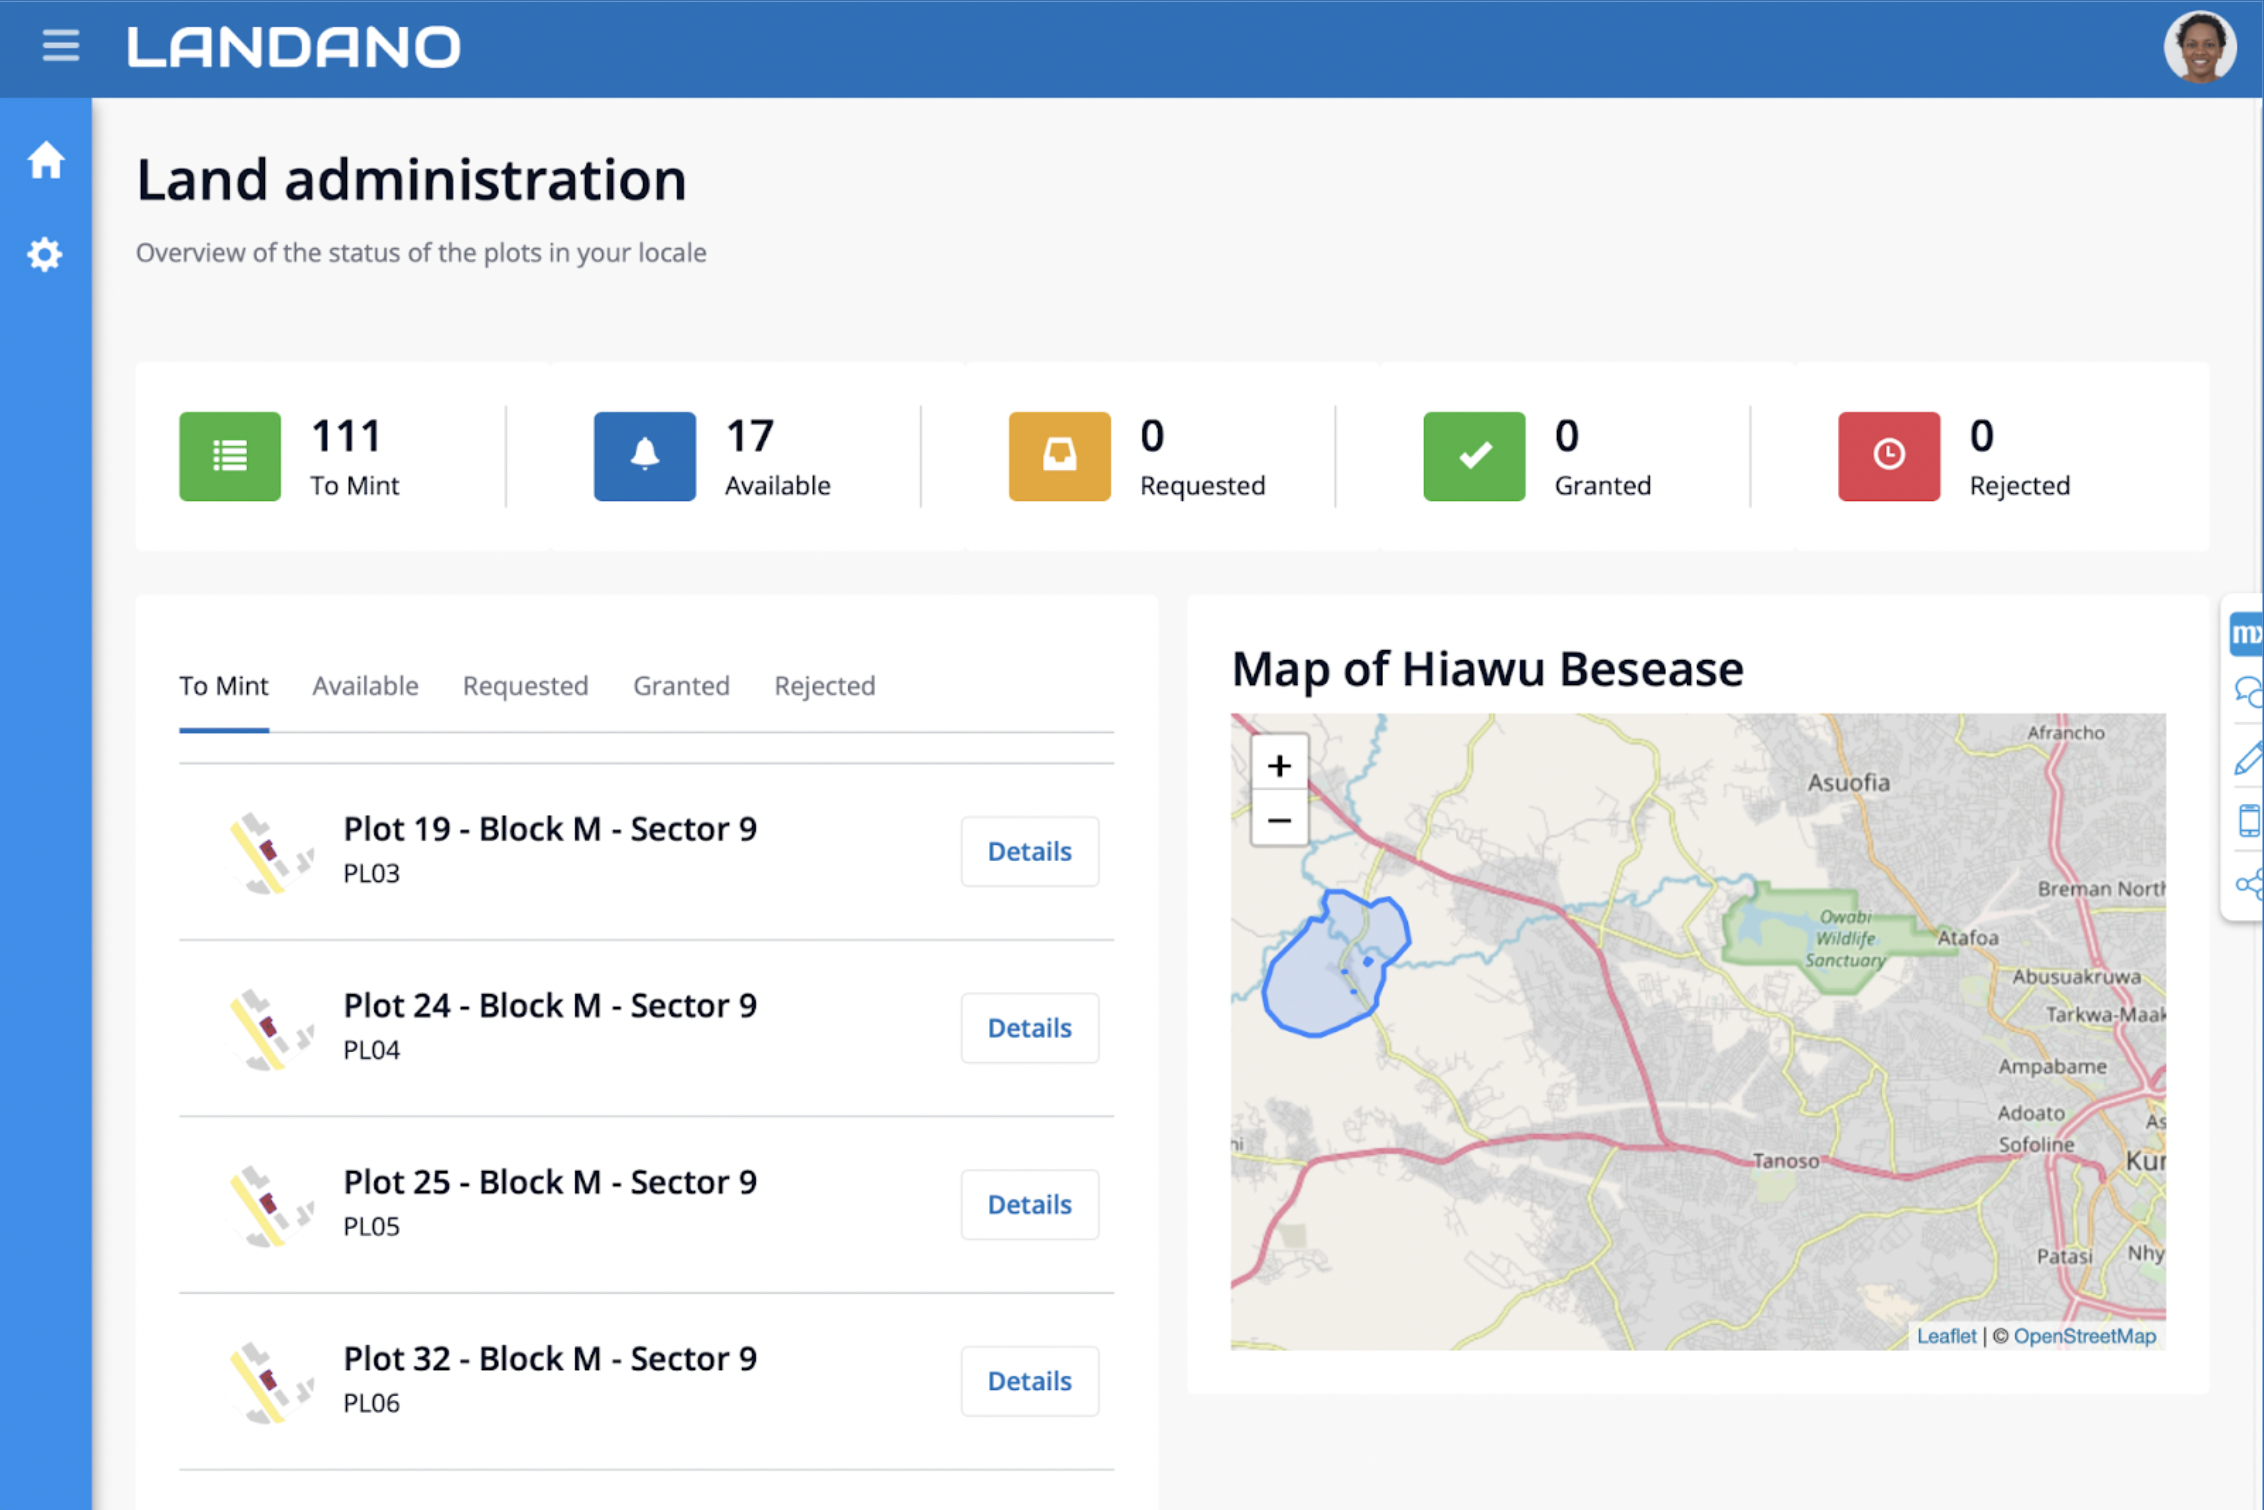 LANDANO
Land administration
Overview of the status of the plots in your locale
111
To Mint
17
Available
0
Requested
0
Granted
0
Rejected
To Mint
Available
Requested
Granted
Rejected
Plot 19 - Block M - Sector 9
PL03
Details
Plot 24 - Block M - Sector 9
PL04
Details
Plot 25 - Block M - Sector 9
PL05
Details
Plot 32 - Block M - Sector 9
PL06
Details
Map of Hiawu Besease
+
−
Afrancho
Asuofia
Breman North
Owabi
Wildlife
Sanctuary
Atafoa
Abusuakruwa
Tarkwa-Maak
Ampabame
Adoato
As
Sofoline
hi
Tanoso
Kur
Patasi
Nhy
Leaflet | © OpenStreetMap
mx